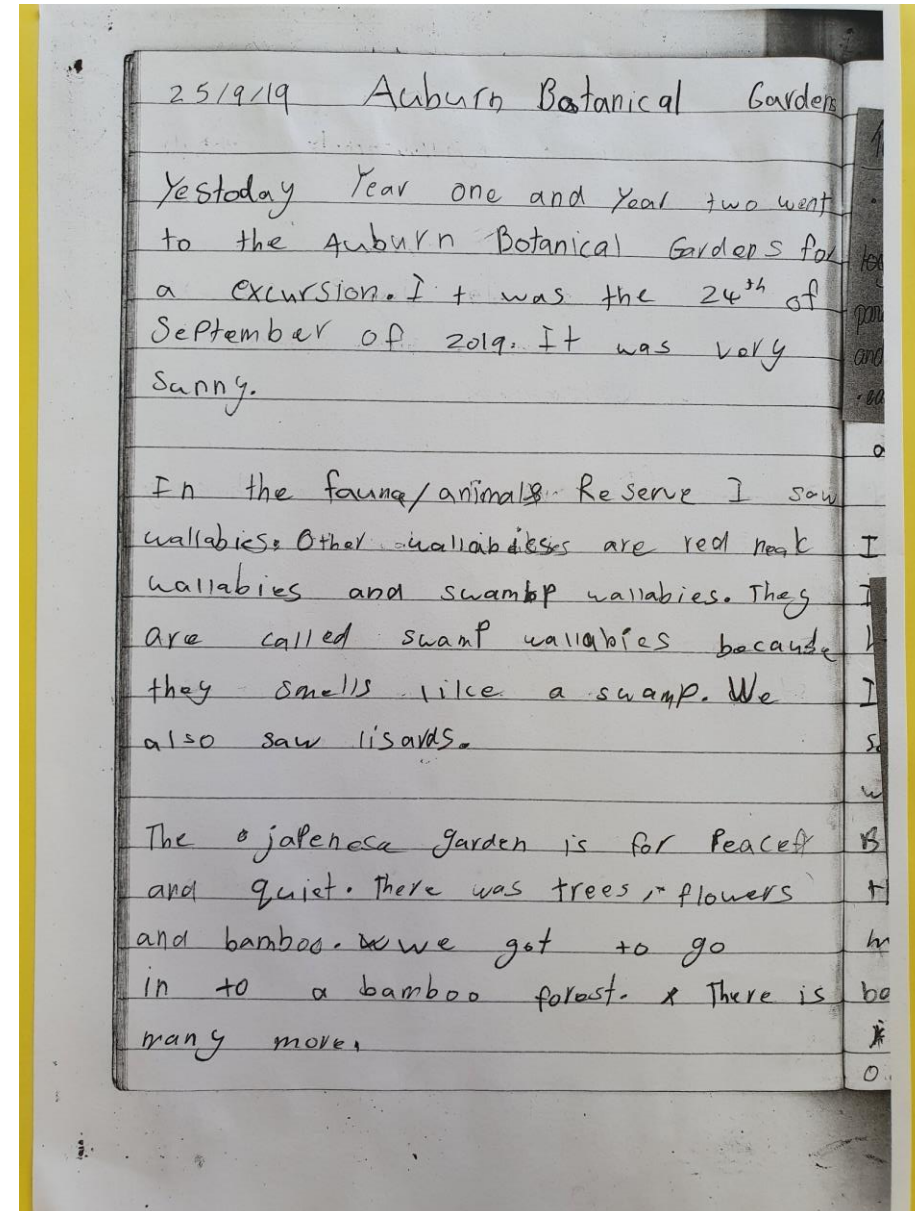 25/9/19 Auburn Botanical Gardens
Yestoday Year one and Year two went
to the Auburn Botanical Gardens for
a excursion. It was the 24th of
September of 2019. It was very
Sunny.
In the fauna/animals Reserve I saw
wallabies. Other wallabies are red neck
wallabies and swamp wallabies. They
are called swamp wallabies because
they smells like a swamp. We
also saw lisards.
The japenese garden is for Peace
and quiet. There was trees, flowers
and bamboo. we got to go
in to a bamboo forest. There is
many more.